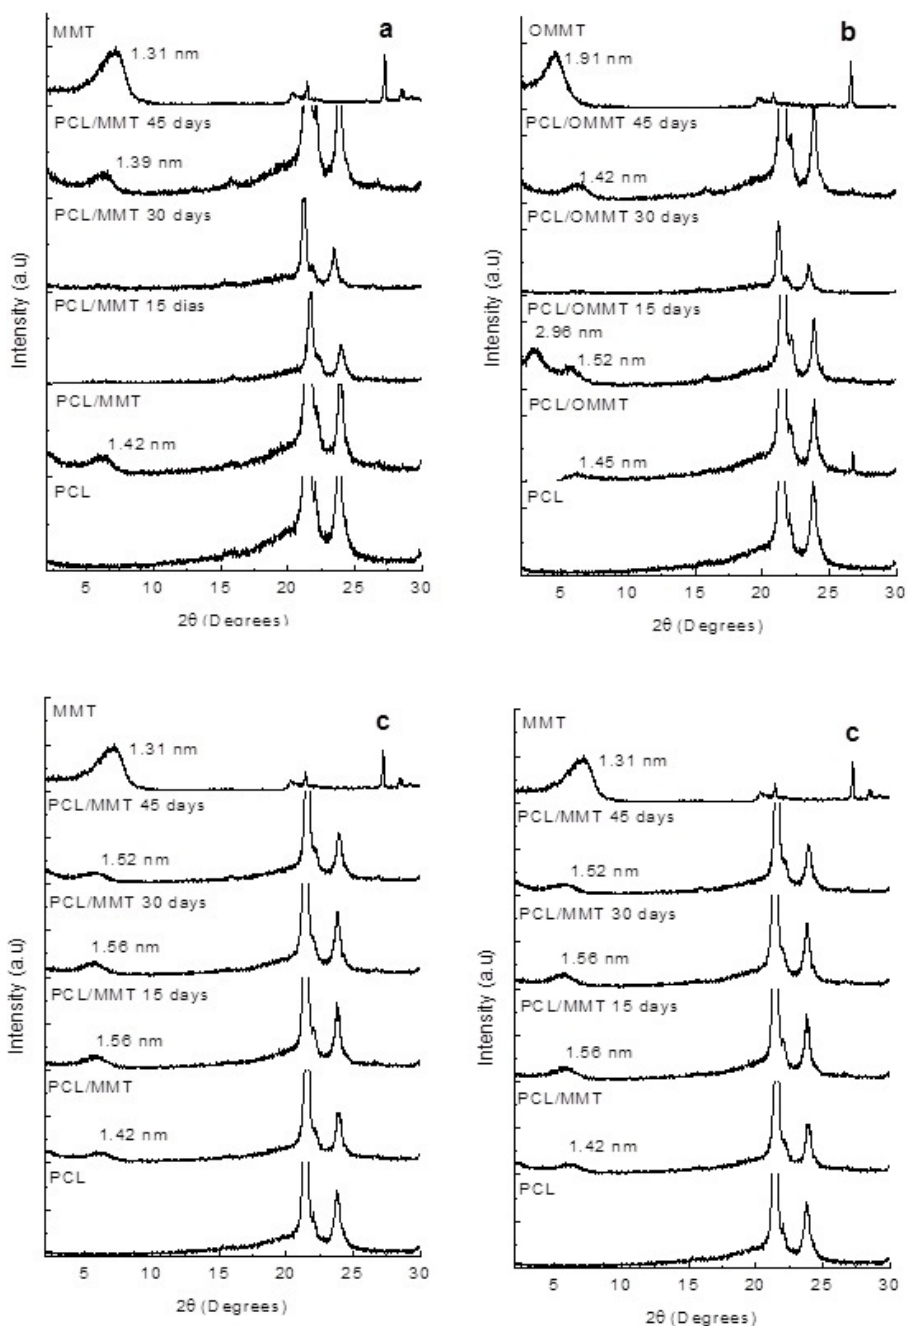 MMT
a
1.31 nm
PCL/MMT 45 days
1.39 nm
PCL/MMT 30 days
PCL/MMT 15 dias
PCL/MMT
1.42 nm
PCL
Intensity (a.u)
5 10 15 20 25 30
2θ (Degrees)
OMMT
b
1.91 nm
PCL/OMMT 45 days
1.42 nm
PCL/OMMT 30 days
PCL/OMMT 15 days
2.96 nm
1.52 nm
PCL/OMMT
1.45 nm
PCL
Intensity (a.u)
5 10 15 20 25 30
2θ (Degrees)
MMT
c
1.31 nm
PCL/MMT 45 days
1.52 nm
PCL/MMT 30 days
1.56 nm
PCL/MMT 15 days
1.56 nm
PCL/MMT
1.42 nm
PCL
Intensity (a.u)
5 10 15 20 25 30
2θ (Degrees)
MMT
c
1.31 nm
PCL/MMT 45 days
1.52 nm
PCL/MMT 30 days
1.56 nm
PCL/MMT 15 days
1.56 nm
PCL/MMT
1.42 nm
PCL
Intensity (a.u)
5 10 15 20 25 30
2θ (Degrees)